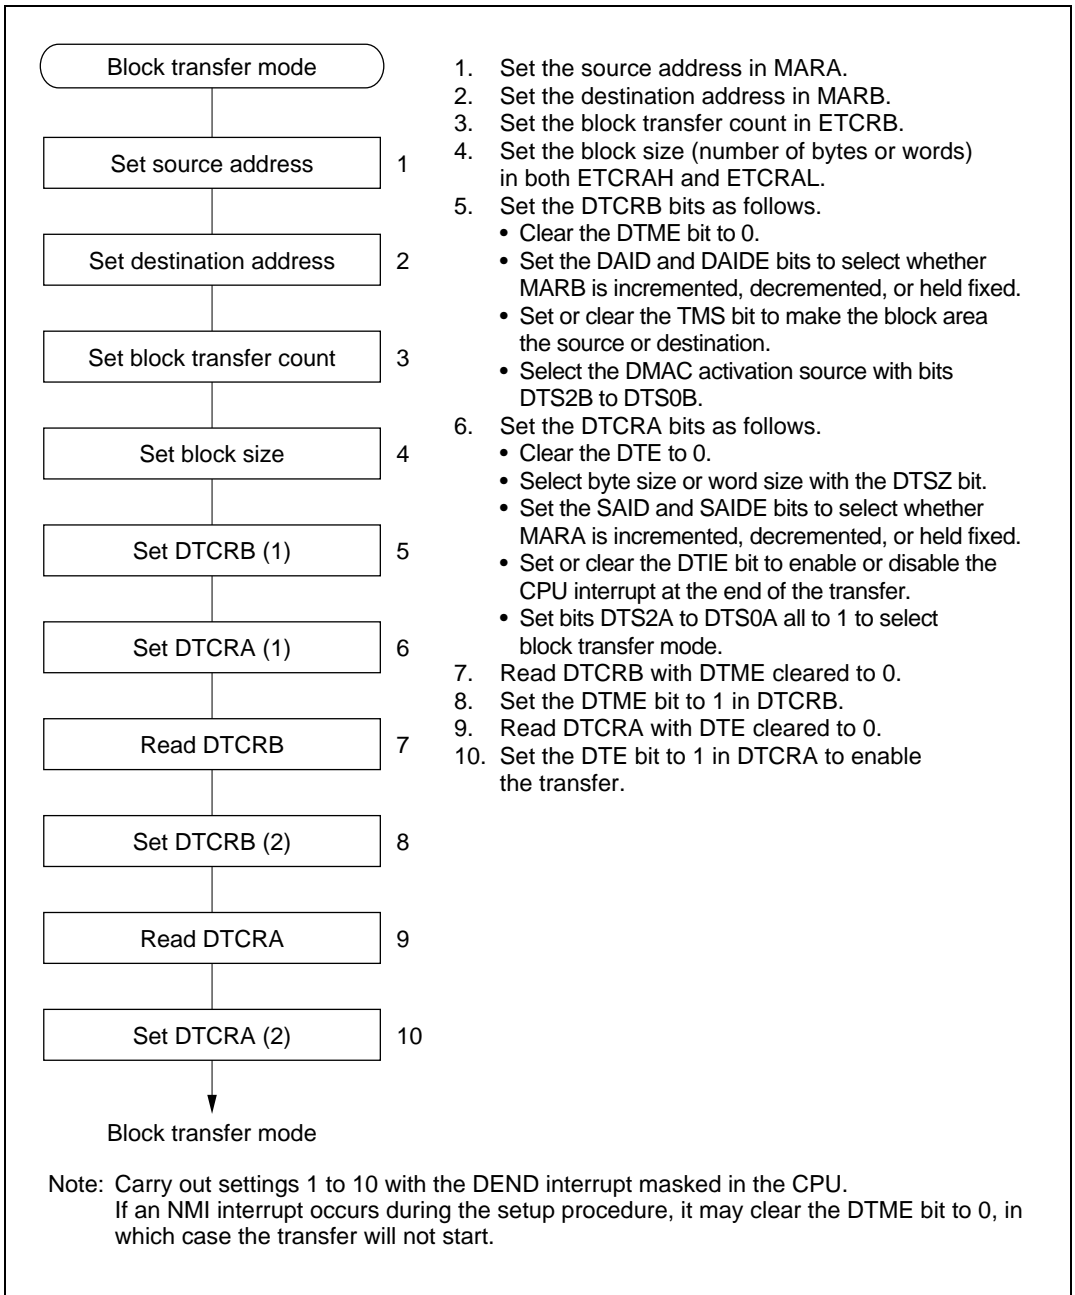 Block transfer mode
Set source address 1
Set destination address 2
Set block transfer count 3
Set block size 4
Set DTCRB (1) 5
Set DTCRA (1) 6
Read DTCRB 7
Set DTCRB (2) 8
Read DTCRA 9
Set DTCRA (2) 10
Block transfer mode
1. Set the source address in MARA.
2. Set the destination address in MARB.
3. Set the block transfer count in ETCRB.
4. Set the block size (number of bytes or words)
in both ETCRAH and ETCRAL.
5. Set the DTCRB bits as follows.
• Clear the DTME bit to 0.
• Set the DAID and DAIDE bits to select whether
MARB is incremented, decremented, or held fixed.
• Set or clear the TMS bit to make the block area
the source or destination.
• Select the DMAC activation source with bits
DTS2B to DTS0B.
6. Set the DTCRA bits as follows.
• Clear the DTE to 0.
• Select byte size or word size with the DTSZ bit.
• Set the SAID and SAIDE bits to select whether
MARA is incremented, decremented, or held fixed.
• Set or clear the DTIE bit to enable or disable the
CPU interrupt at the end of the transfer.
• Set bits DTS2A to DTS0A all to 1 to select
block transfer mode.
7. Read DTCRB with DTME cleared to 0.
8. Set the DTME bit to 1 in DTCRB.
9. Read DTCRA with DTE cleared to 0.
10. Set the DTE bit to 1 in DTCRA to enable
the transfer.
Note: Carry out settings 1 to 10 with the DEND interrupt masked in the CPU.
If an NMI interrupt occurs during the setup procedure, it may clear the DTME bit to 0, in
which case the transfer will not start.